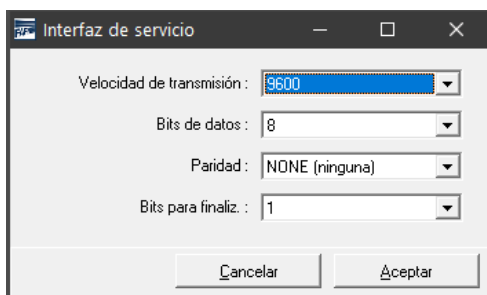 Interfaz de servicio
Velocidad de transmisión : 9600
Bits de datos : 8
Paridad : NONE (ninguna)
Bits para finaliz. : 1
Cancelar Aceptar